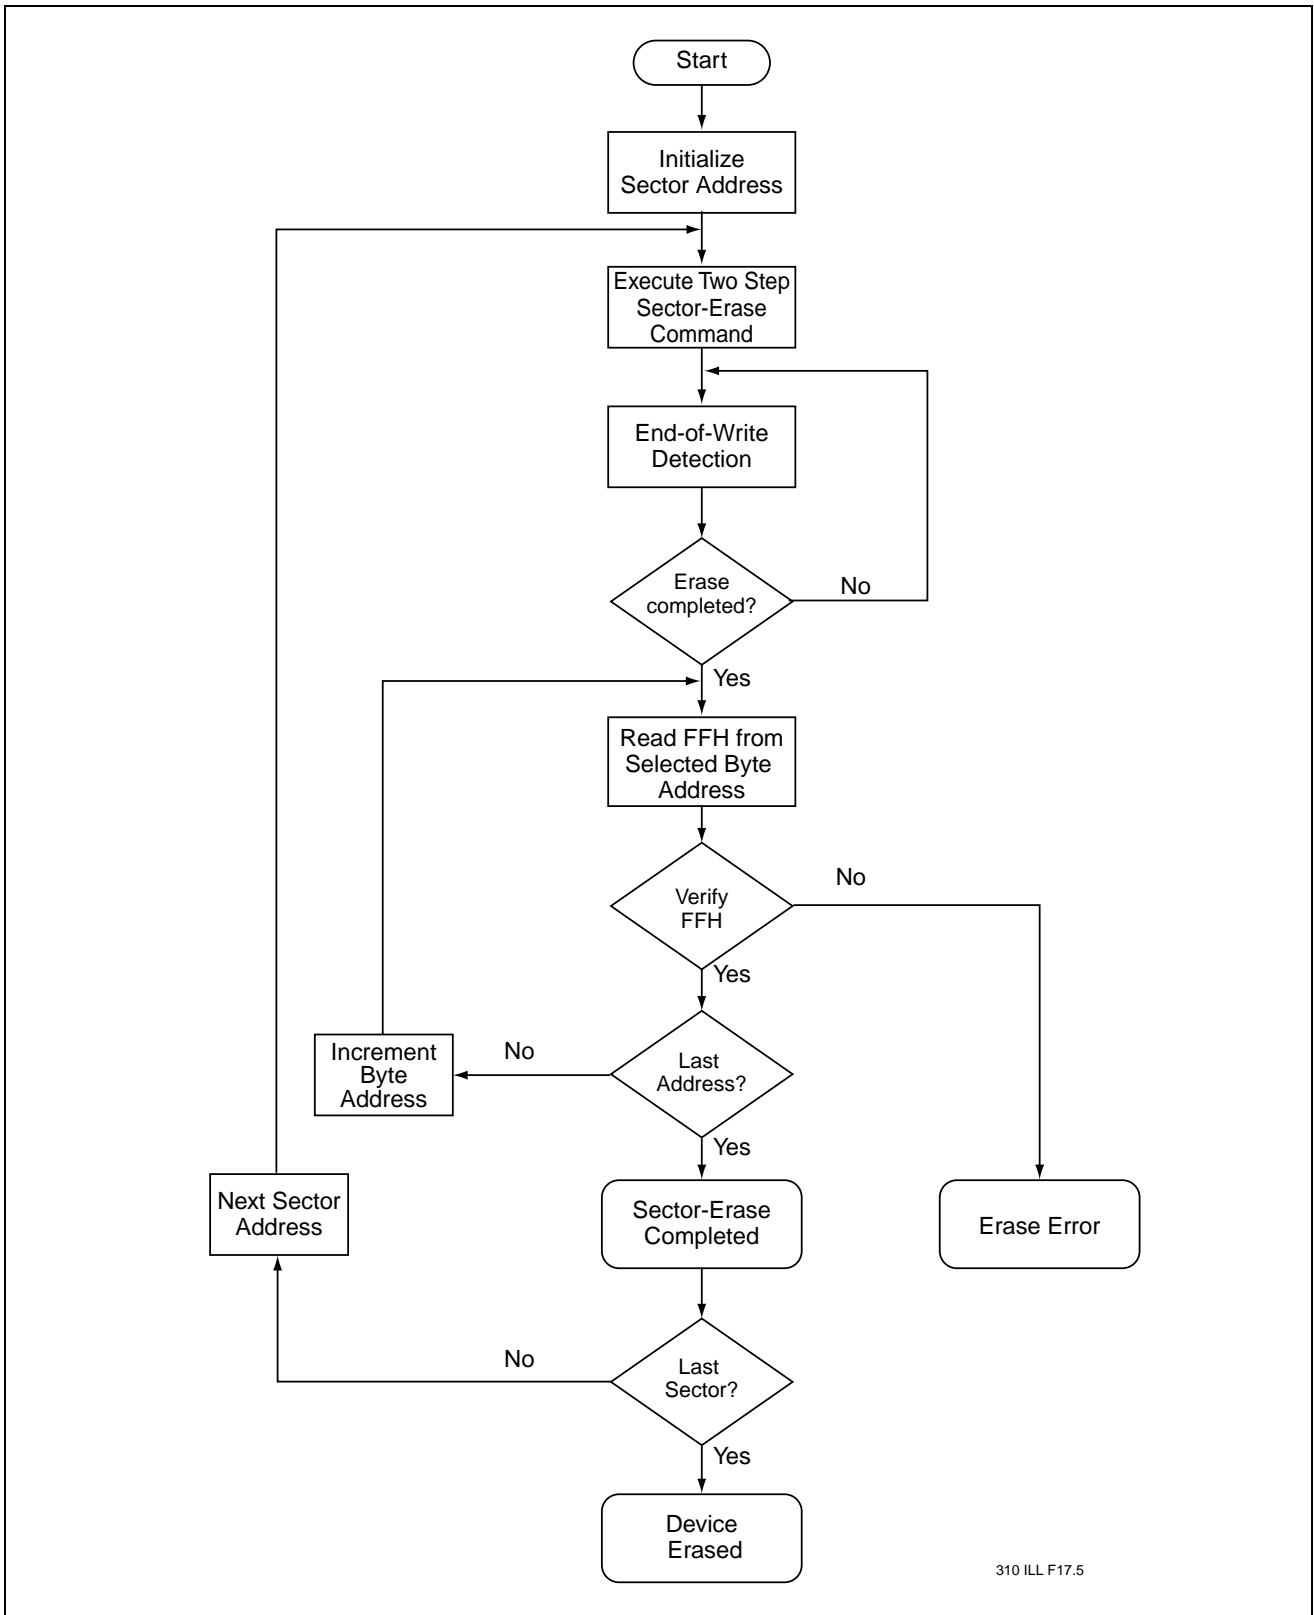 Start
Initialize
Sector Address
Execute Two Step
Sector-Erase
Command
End-of-Write
Detection
Erase
completed?
No
Yes
Read FFH from
Selected Byte
Address
No
Verify
FFH
Yes
Increment
Byte
Address
No
Last
Address?
Yes
Next Sector
Address
Sector-Erase
Completed
Erase Error
No
Last
Sector?
Yes
Device
Erased
310 ILL F17.5